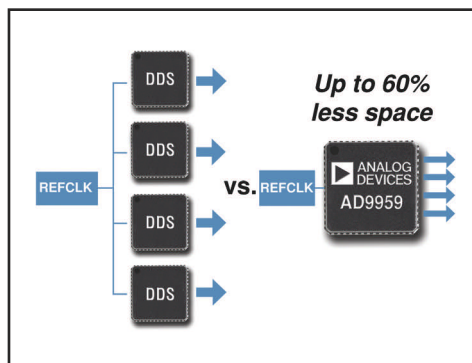 DDS
DDS
DDS
DDS
REFCLK
vs.
Up to 60%
less space
REFCLK
ANALOG
DEVICES
AD9959